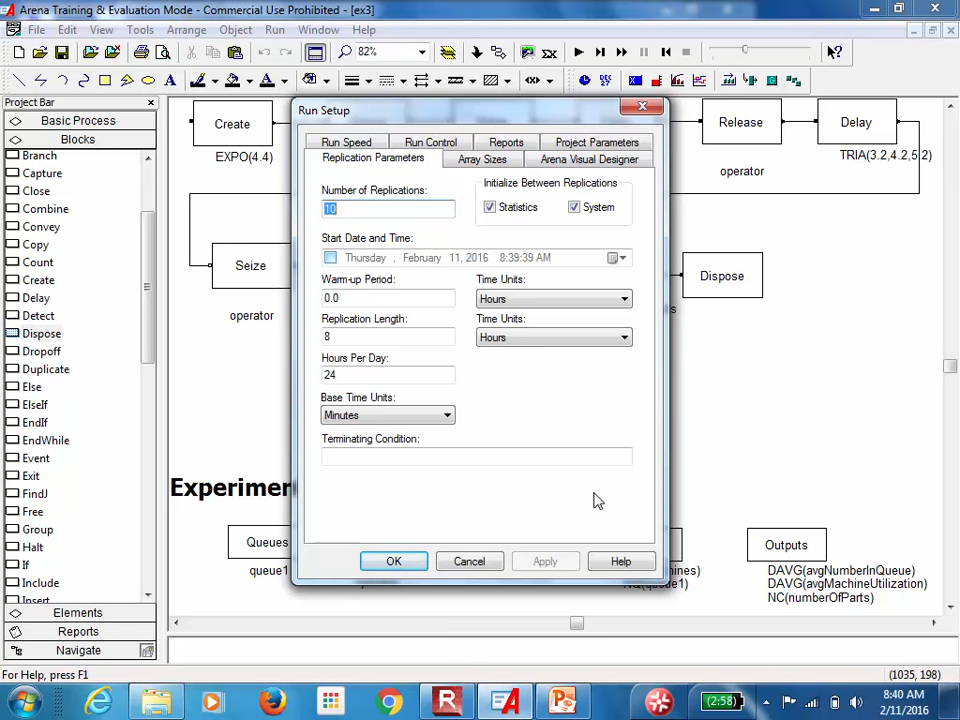 Arena Training & Evaluation Mode - Commercial Use Prohibited - [ex3]
File Edit View Tools Arrange Object Run Window Help
82%
Project Bar
Basic Process
Blocks
Branch
Capture
Close
Combine
Convey
Copy
Count
Create
Delay
Detect
Dispose
Dropoff
Duplicate
Else
ElseIf
EndIf
EndWhile
Event
Exit
FindJ
Free
Group
Halt
If
Include
Insert
Elements
Reports
Navigate
Create
EXPO(4.4)
Release
operator
Delay
TRIA(3.2,4.2,5.2)
Seize
operator
Dispose
Queues
queue1
Outputs
DAVG(avgNumberInQueue)
DAVG(avgMachineUtilization)
NC(numberOfParts)
NQ(queue1)
Run Setup
Run Speed Run Control Reports Project Parameters
Replication Parameters Array Sizes Arena Visual Designer
Number of Replications:
10
Initialize Between Replications
Statistics System
Start Date and Time:
Thursday , February 11, 2016 8:39:39 AM
Warm-up Period: Time Units:
0.0 Hours
Replication Length: Time Units:
8 Hours
Hours Per Day:
24
Base Time Units:
Minutes
Terminating Condition:
OK Cancel Apply Help
For Help, press F1
(1035, 198)
(2:58)
8:40 AM
2/11/2016